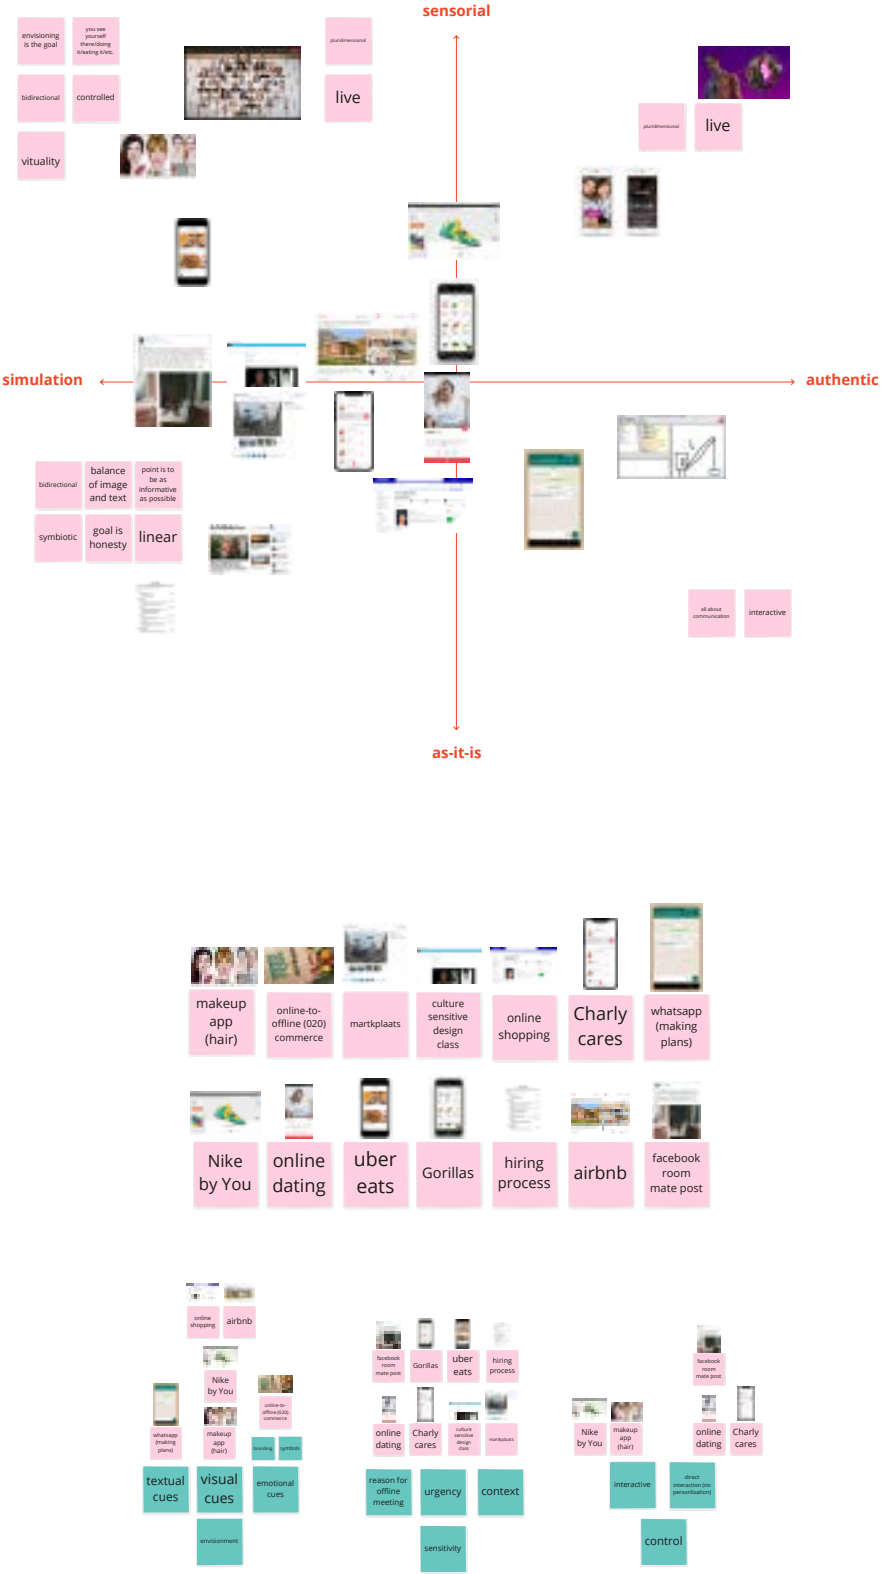 sensorial
envisioning
is the goal
you see
yourself
there/doing
it/eating it/etc.
pluridimensional
bidirectional
controlled
live
vituality
pluridimensional
live
simulation
authentic
bidirectional
balance
of image
and text
point is to
be as
informative
as possible
symbiotic
goal is
honesty
linear
all about
communication
interactive
as-it-is
makeup
app
(hair)
online-to-
offline (020)
commerce
martkplaats
culture
sensitive
design
class
online
shopping
Charly
cares
whatsapp
(making
plans)
Nike
by You
online
dating
uber
eats
Gorillas
hiring
process
airbnb
facebook
room
mate post
online
shopping
airbnb
Nike
by You
whatsapp
(making
plans)
makeup
app
(hair)
online-to-
offline (020)
commerce
branding
symbols
textual
cues
visual
cues
emotional
cues
envisionment
facebook
room
mate post
Gorillas
uber
eats
hiring
process
online
dating
Charly
cares
culture
sensitive
design
class
martkplaats
reason for
offline
meeting
urgency
context
sensitivity
facebook
room
mate post
Nike
by You
makeup
app
(hair)
online
dating
Charly
cares
interactive
direct
interaction (no
personlization)
control